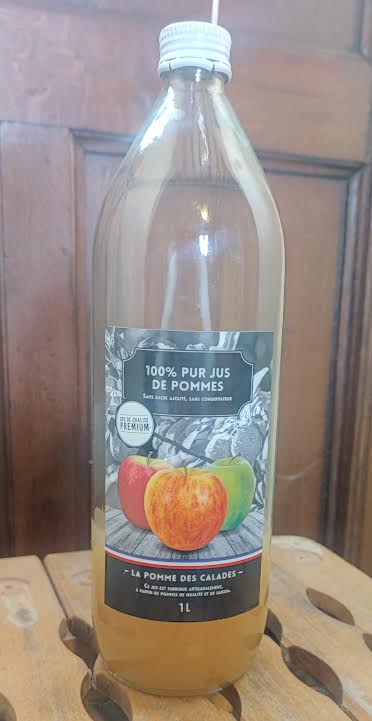 100% PUR JUS
DE POMMES
SANS SUCRE AJOUTÉ, SANS CONSERVATEUR
JUS DE QUALITÉ
PREMIUM
– LA POMME DES CALADES –
CE JUS EST FABRIQUÉ ARTISANALEMENT,
À PARTIR DE POMMES DE QUALITÉ ET DE SAISON.
1 L